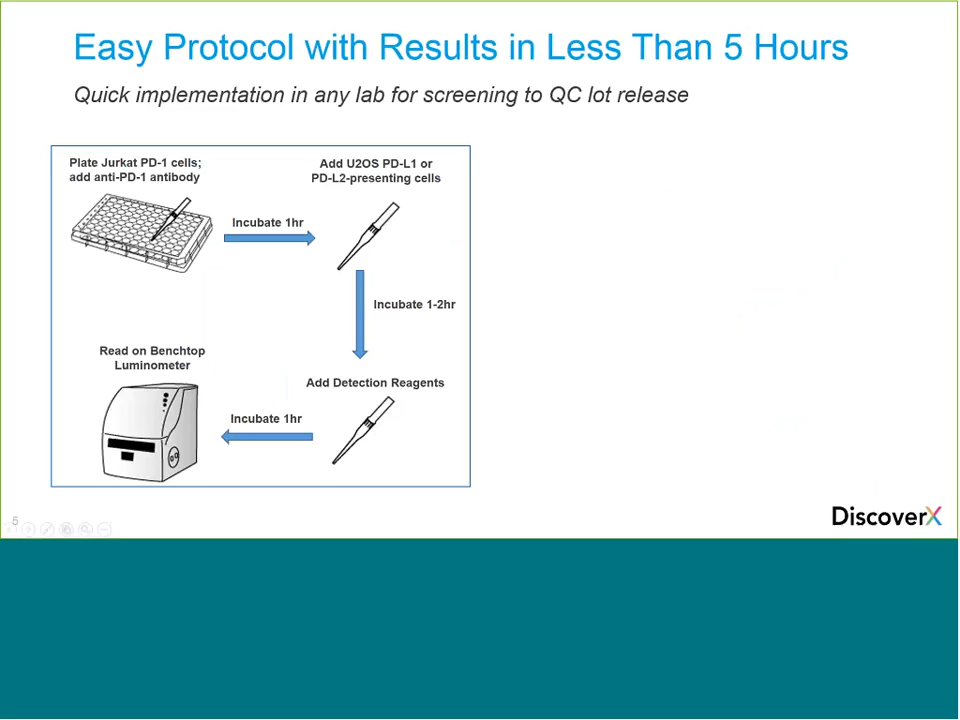 Easy Protocol with Results in Less Than 5 Hours
Quick implementation in any lab for screening to QC lot release
Plate Jurkat PD-1 cells;
add anti-PD-1 antibody
Incubate 1hr
Add U2OS PD-L1 or
PD-L2-presenting cells
Incubate 1-2hr
Add Detection Reagents
Incubate 1hr
Read on Benchtop
Luminometer
5
DiscoverX